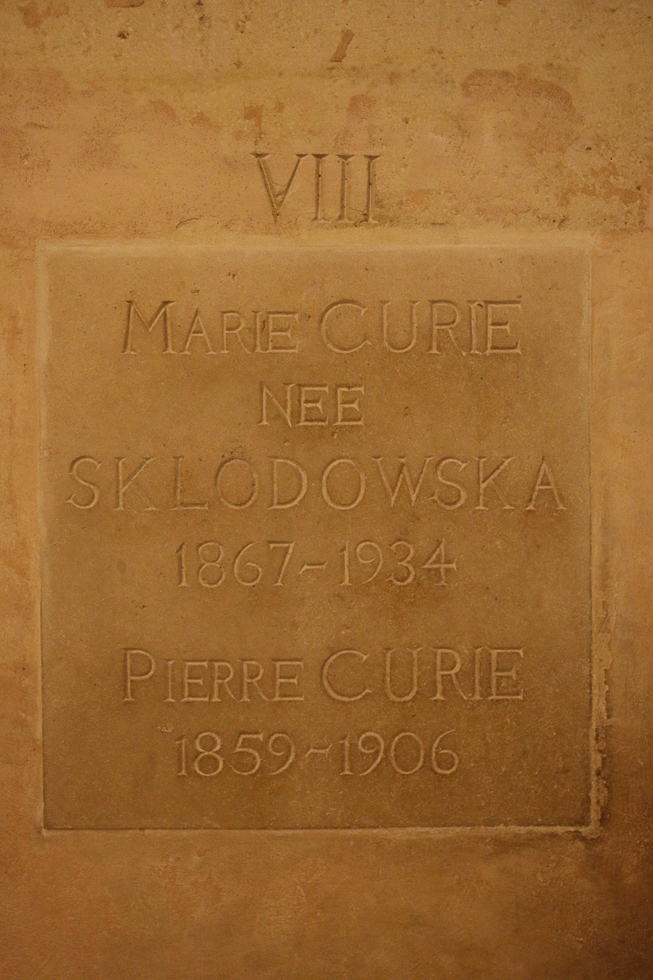 VIII
MARIE CURIE
NEE
SKLODOWSKA
1867-1934
PIERRE CURIE
1859-1906